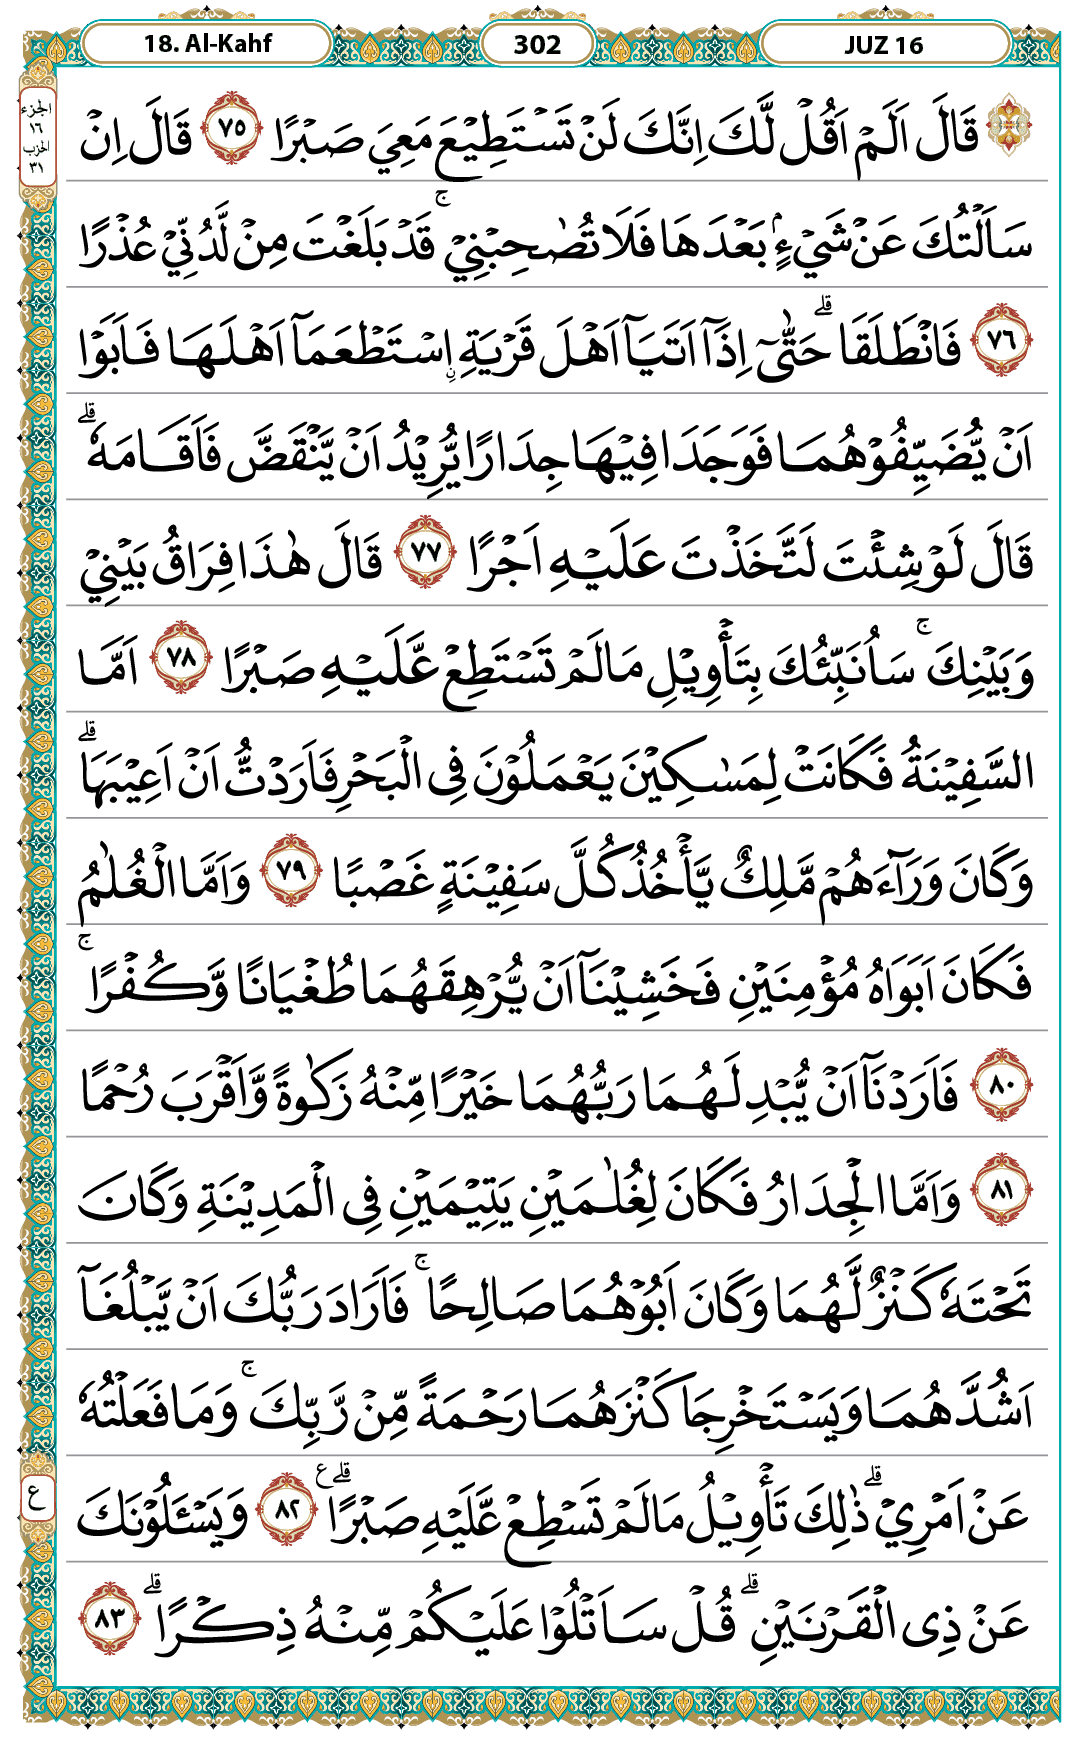 18. Al-Kahf
302
JUZ 16
الجزء
١٦
الحزب
٣١
قَالَ اَلَمْ اَقُلْ لَّكَ اِنَّكَ لَنْ تَسْتَطِيْعَ مَعِيَ صَبْرًا ٧٥ قَالَ اِنْ
سَاَلْتُكَ عَنْ شَيْءٍۢ بَعْدَهَا فَلَا تُصٰحِبْنِيْۚ قَدْ بَلَغْتَ مِنْ لَّدُنِّيْ عُذْرًا
٧٦ فَانْطَلَقَاۗ حَتّٰىٓ اِذَآ اَتَيَآ اَهْلَ قَرْيَةِ ِۨاسْتَطْعَمَآ اَهْلَهَا فَاَبَوْا
اَنْ يُّضَيِّفُوْهُمَا فَوَجَدَا فِيْهَا جِدَارًا يُّرِيْدُ اَنْ يَّنْقَضَّ فَاَقَامَهٗۗ
قَالَ لَوْ شِئْتَ لَتَّخَذْتَ عَلَيْهِ اَجْرًا ٧٧ قَالَ هٰذَا فِرَاقُ بَيْنِيْ
وَبَيْنِكَۚ سَاُنَبِّئُكَ بِتَأْوِيْلِ مَا لَمْ تَسْتَطِعْ عَّلَيْهِ صَبْرًا ٧٨ اَمَّا
السَّفِيْنَةُ فَكَانَتْ لِمَسٰكِيْنَ يَعْمَلُوْنَ فِى الْبَحْرِ فَاَرَدْتُّ اَنْ اَعِيْبَهَاۗ
وَكَانَ وَرَاۤءَهُمْ مَّلِكٌ يَّأْخُذُ كُلَّ سَفِيْنَةٍ غَصْبًا ٧٩ وَاَمَّا الْغُلٰمُ
فَكَانَ اَبَوَاهُ مُؤْمِنَيْنِ فَخَشِيْنَآ اَنْ يُّرْهِقَهُمَا طُغْيَانًا وَّكُفْرًاۚ
٨٠ فَاَرَدْنَآ اَنْ يُّبْدِلَهُمَا رَبُّهُمَا خَيْرًا مِّنْهُ زَكٰوةً وَّاَقْرَبَ رُحْمًا
٨١ وَاَمَّا الْجِدَارُ فَكَانَ لِغُلٰمَيْنِ يَتِيْمَيْنِ فِى الْمَدِيْنَةِ وَكَانَ
تَحْتَهٗ كَنْزٌ لَّهُمَا وَكَانَ اَبُوْهُمَا صَالِحًاۚ فَاَرَادَ رَبُّكَ اَنْ يَّبْلُغَآ
اَشُدَّهُمَا وَيَسْتَخْرِجَا كَنْزَهُمَا رَحْمَةً مِّنْ رَّبِّكَۚ وَمَا فَعَلْتُهٗ
عَنْ اَمْرِيْۗ ذٰلِكَ تَأْوِيْلُ مَا لَمْ تَسْطِعْ عَّلَيْهِ صَبْرًاۗ ع ٨٢ وَيَسْـَٔلُوْنَكَ
ع
عَنْ ذِى الْقَرْنَيْنِۗ قُلْ سَاَتْلُوْا عَلَيْكُمْ مِّنْهُ ذِكْرًاۗ ٨٣